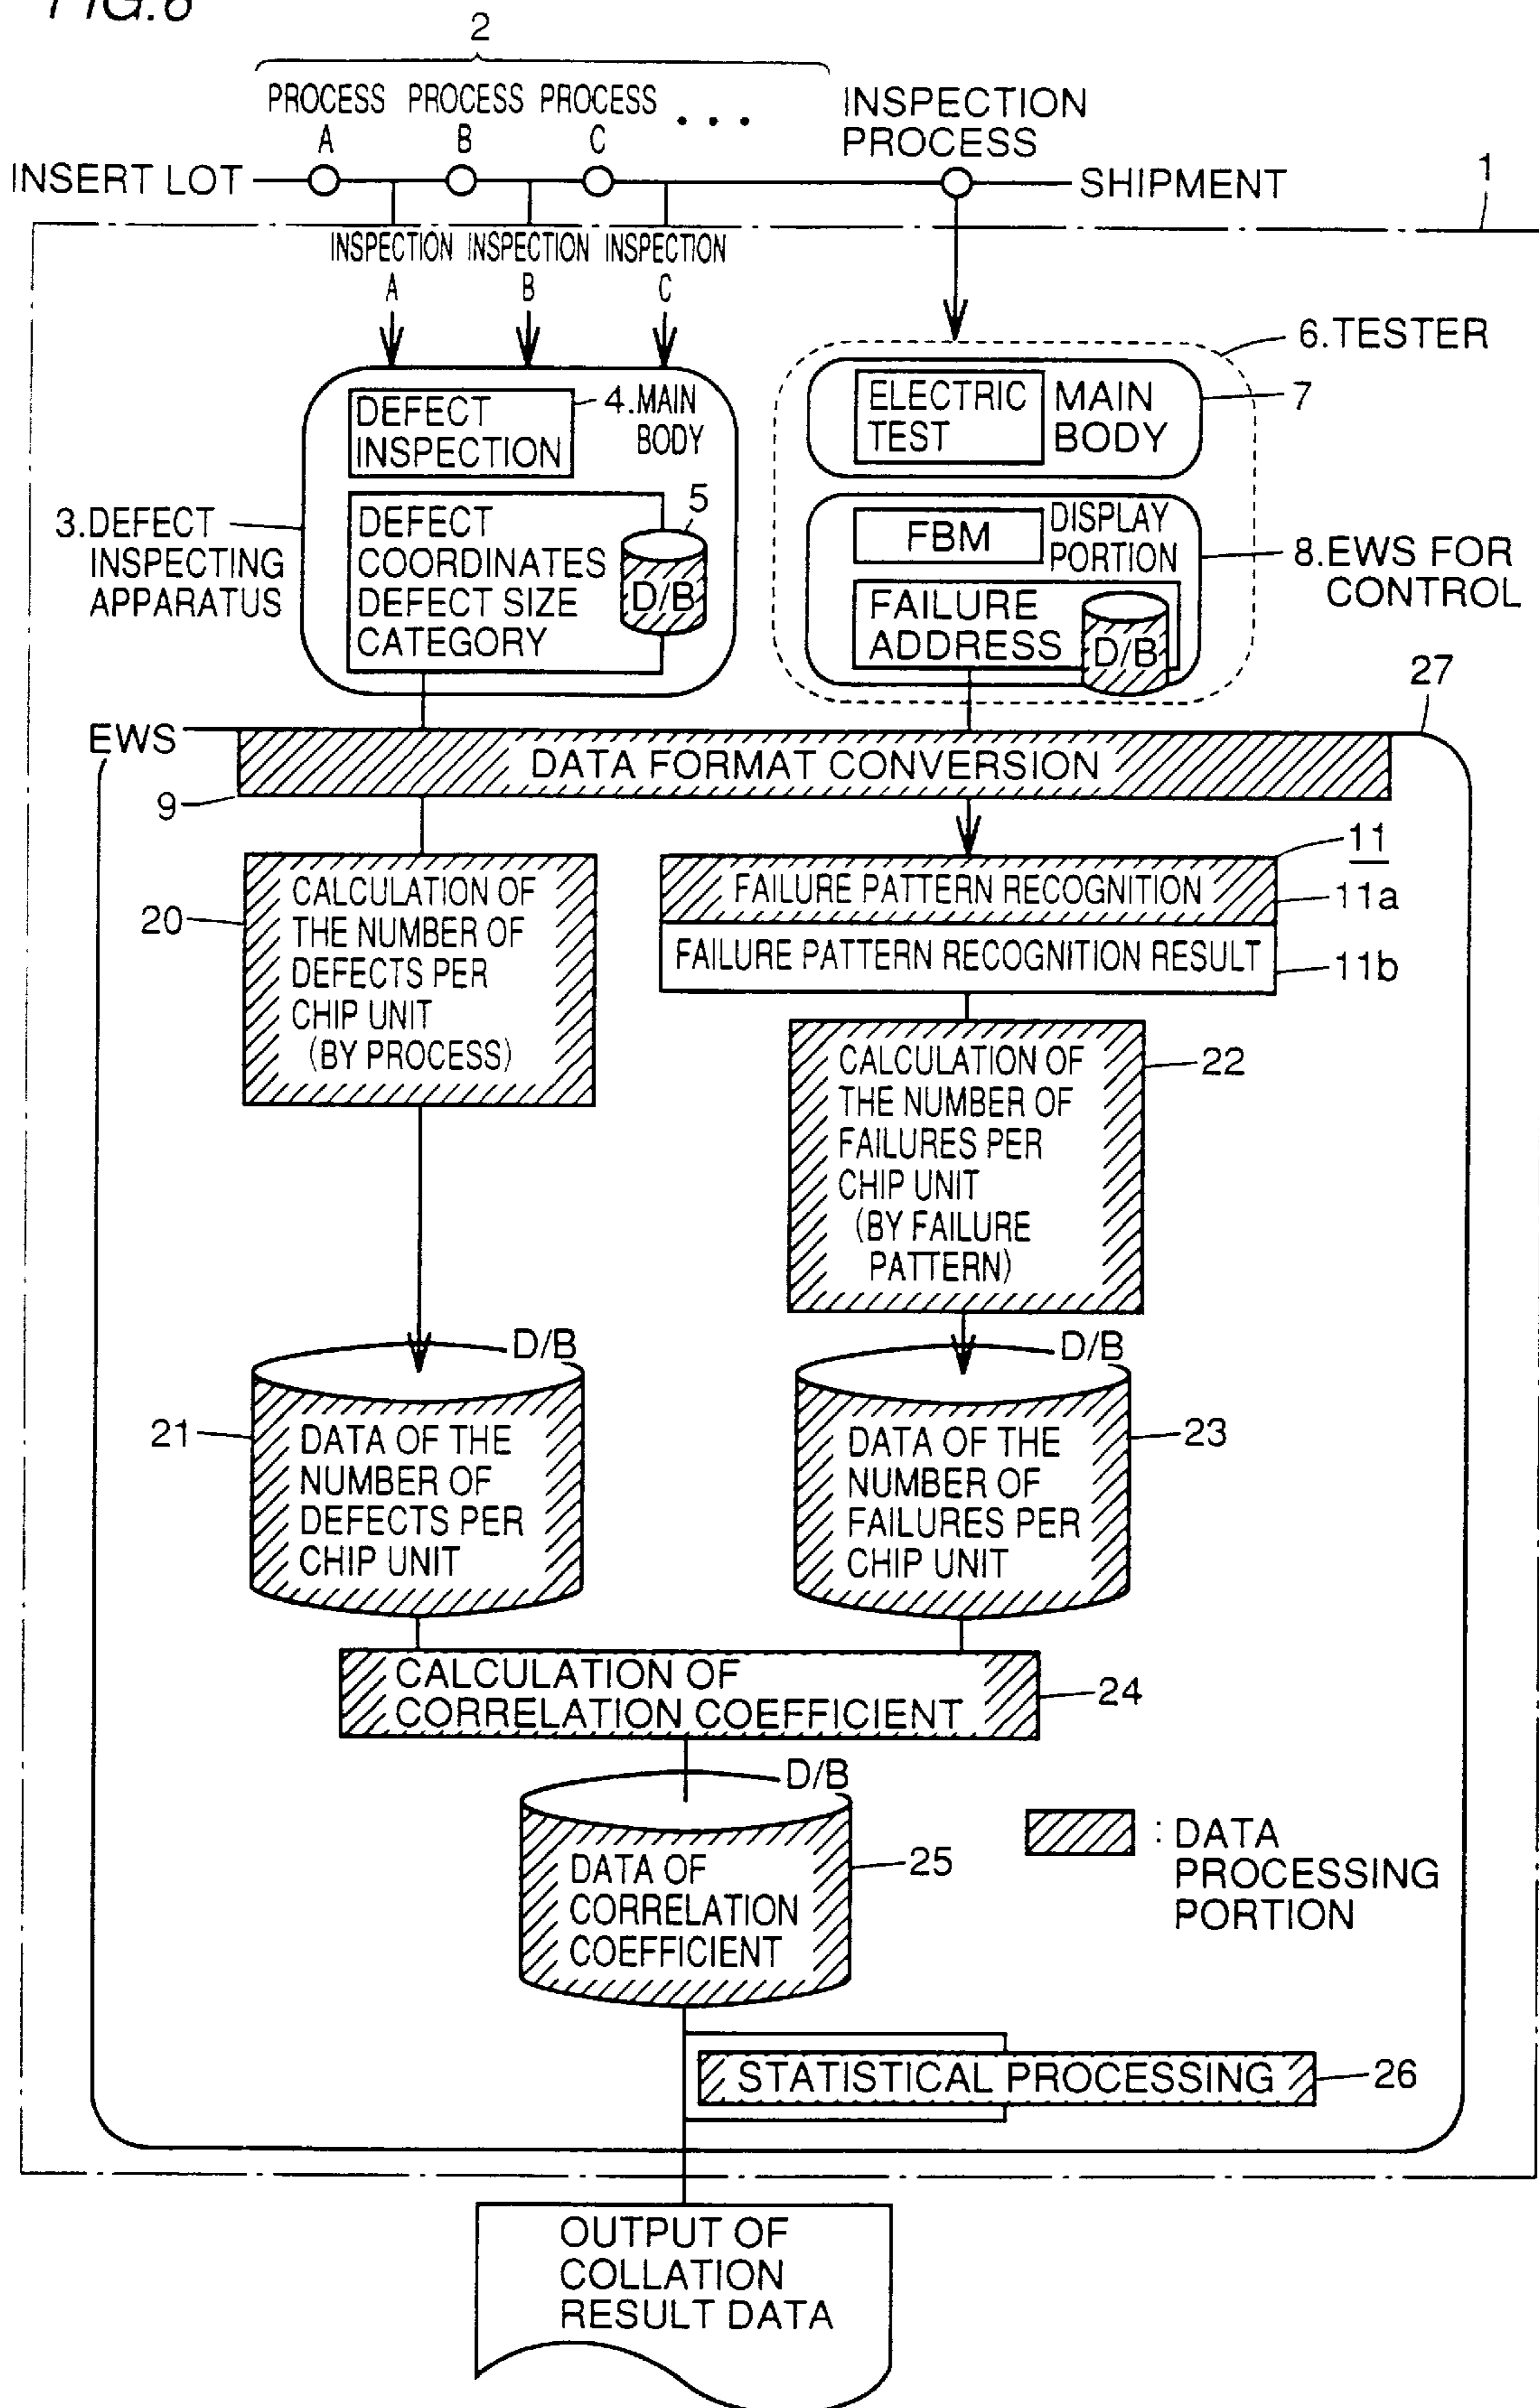 FIG.6
2
PROCESS PROCESS PROCESS
A B C ...
INSPECTION
PROCESS
INSERT LOT
SHIPMENT
1
INSPECTION INSPECTION INSPECTION
A B C
6.TESTER
DEFECT
INSPECTION
4.MAIN
BODY
ELECTRIC
TEST
MAIN
BODY
7
3.DEFECT
INSPECTING
APPARATUS
DEFECT
COORDINATES
DEFECT SIZE
CATEGORY
5
D/B
FBM
DISPLAY
PORTION
8.EWS FOR
CONTROL
FAILURE
ADDRESS
D/B
27
EWS
DATA FORMAT CONVERSION
9
11
20
CALCULATION OF
THE NUMBER OF
DEFECTS PER
CHIP UNIT
(BY PROCESS)
FAILURE PATTERN RECOGNITION
11a
FAILURE PATTERN RECOGNITION RESULT
11b
CALCULATION OF
THE NUMBER OF
FAILURES PER
CHIP UNIT
(BY FAILURE
PATTERN)
22
D/B
D/B
21
DATA OF THE
NUMBER OF
DEFECTS PER
CHIP UNIT
DATA OF THE
NUMBER OF
FAILURES PER
CHIP UNIT
23
CALCULATION OF
CORRELATION COEFFICIENT
24
D/B
DATA OF
CORRELATION
COEFFICIENT
25
: DATA
PROCESSING
PORTION
STATISTICAL PROCESSING
26
OUTPUT OF
COLLATION
RESULT DATA